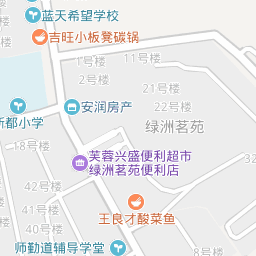 蓝天希望学校
吉旺小板凳碳锅
1号楼
11号楼
2号楼
21号楼
安润房产
22号楼
新都小学
绿洲茗苑
18号楼
芙蓉兴盛便利超市
绿洲茗苑便利店
42号楼
41号楼
王良才酸菜鱼
40号楼
师勤道辅导学堂